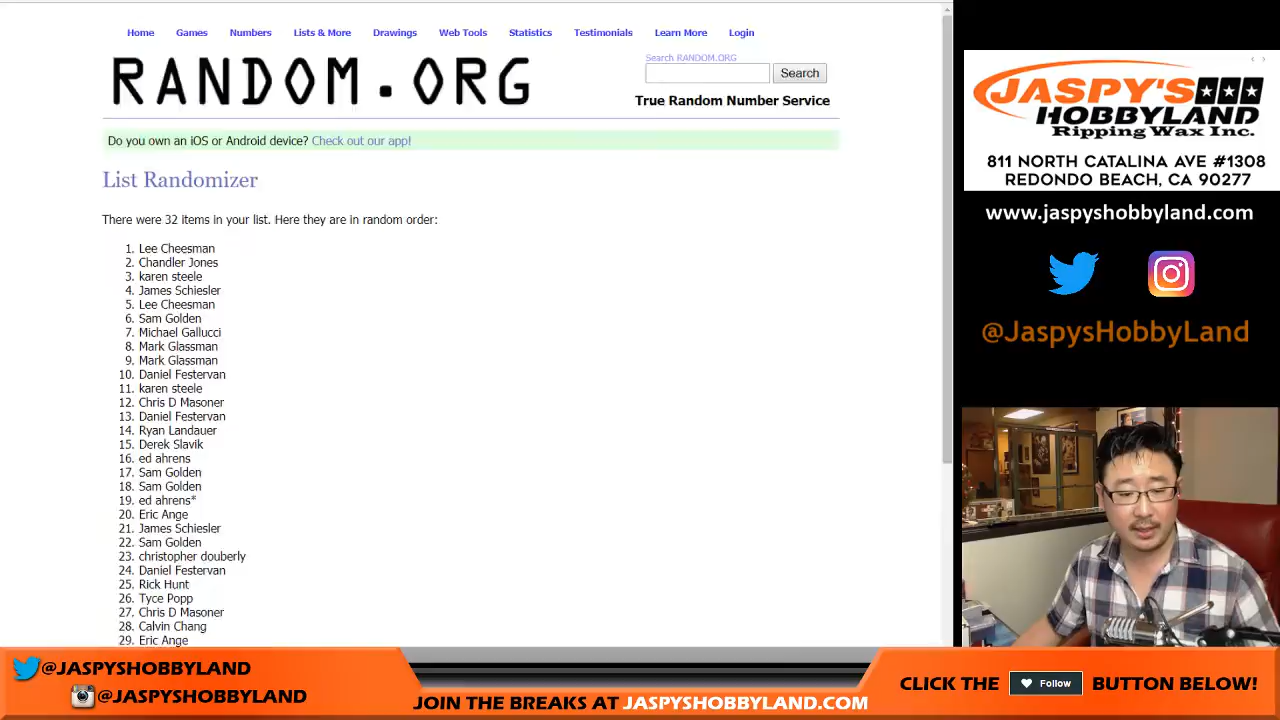 Home Games Numbers Lists & More Drawings Web Tools Statistics Testimonials Learn More Login
RANDOM.ORG
Search RANDOM.ORG
Search
True Random Number Service
Do you own an iOS or Android device? Check out our app!
List Randomizer
There were 32 items in your list. Here they are in random order:
1. Lee Cheesman
2. Chandler Jones
3. karen steele
4. James Schiesler
5. Lee Cheesman
6. Sam Golden
7. Michael Gallucci
8. Mark Glassman
9. Mark Glassman
10. Daniel Festervan
11. karen steele
12. Chris D Masoner
13. Daniel Festervan
14. Ryan Landauer
15. Derek Slavik
16. ed ahrens
17. Sam Golden
18. Sam Golden
19. ed ahrens*
20. Eric Ange
21. James Schiesler
22. Sam Golden
23. christopher douberly
24. Daniel Festervan
25. Rick Hunt
26. Tyce Popp
27. Chris D Masoner
28. Calvin Chang
29. Eric Ange
JASPY'S
HOBBYLAND
Ripping Wax Inc.
811 NORTH CATALINA AVE #1308
REDONDO BEACH, CA 90277
www.jaspyshobbyland.com
@JaspysHobbyLand
@JASPYSHOBBYLAND
@JASPYSHOBBYLAND
JOIN THE BREAKS AT JASPYSHOBBYLAND.COM
CLICK THE Follow BUTTON BELOW!